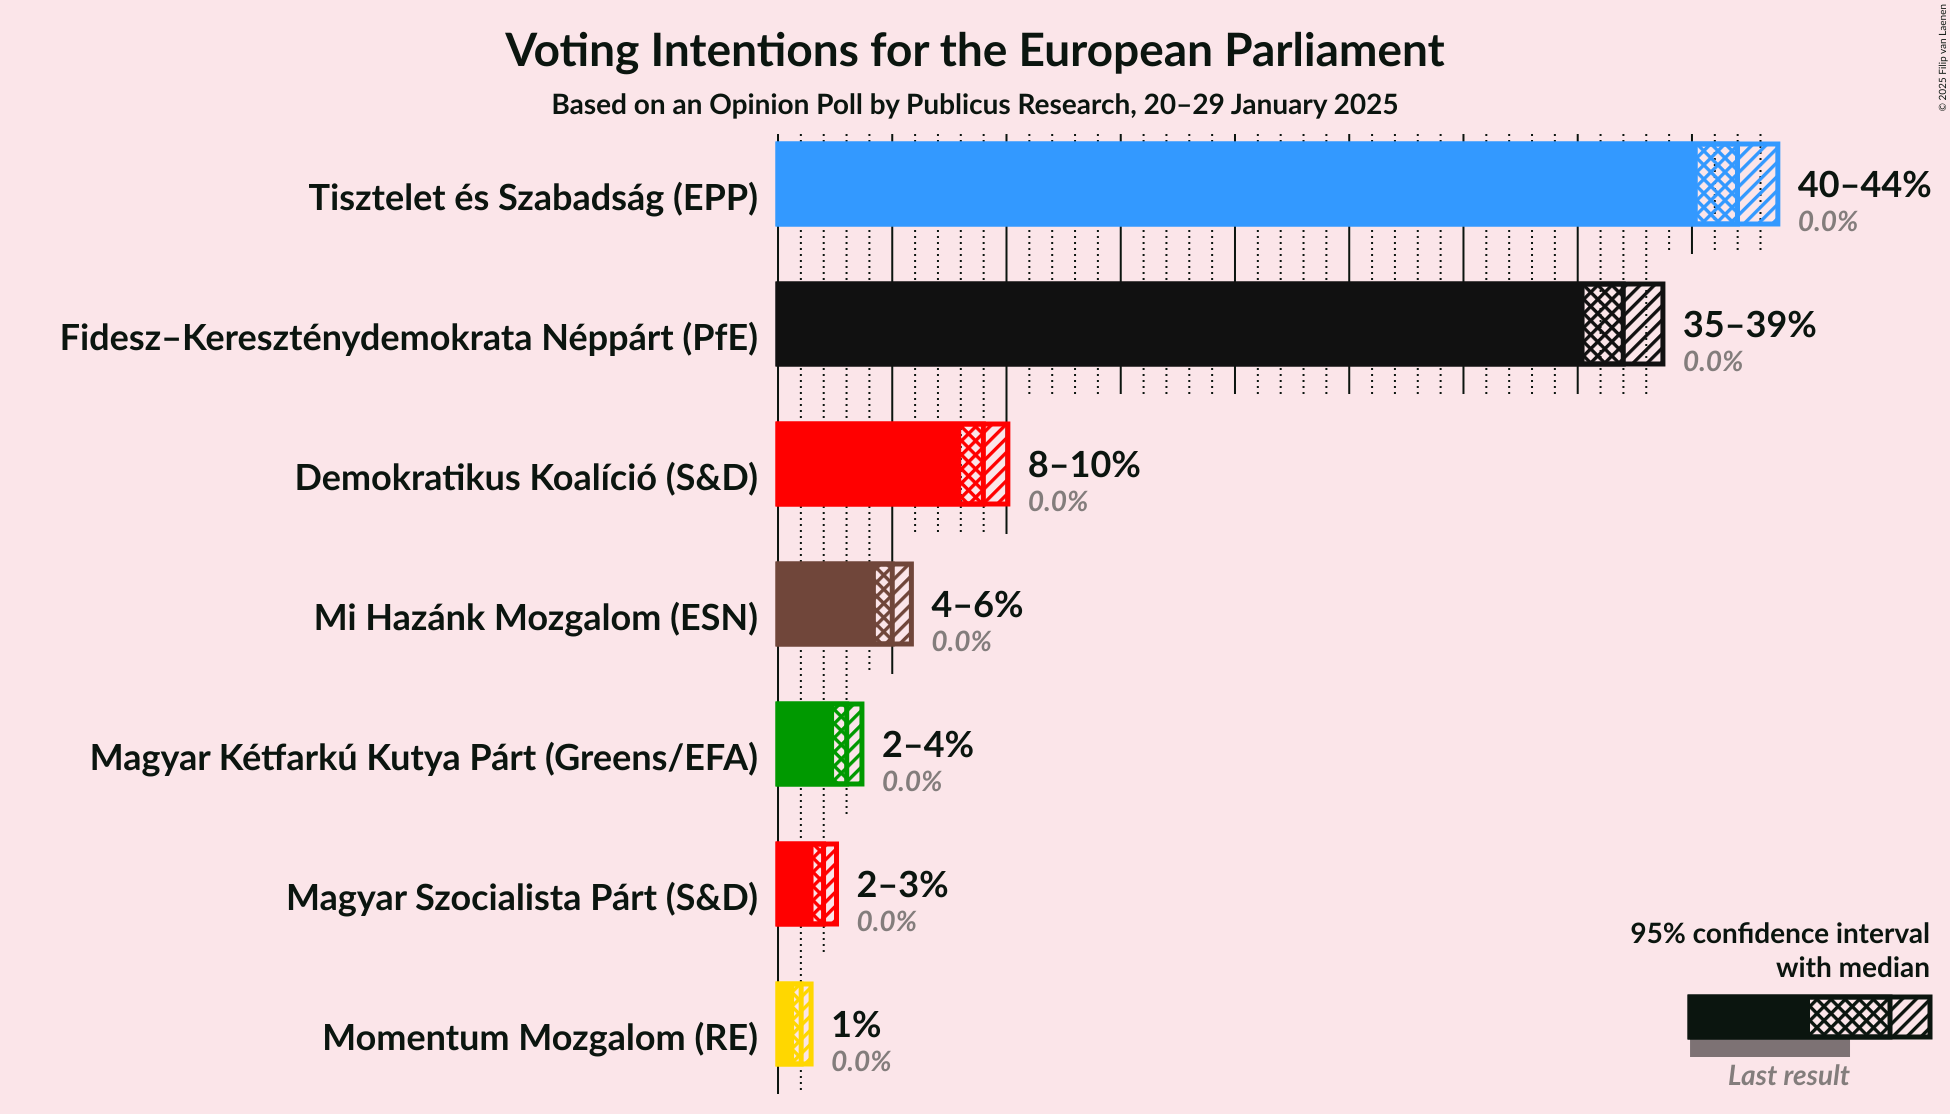 Voting Intentions for the European Parliament
Based on an Opinion Poll by Publicus Research, 20–29 January 2025
© 2025 Filip van Laenen
Tisztelet és Szabadság (EPP)
40–44%
0.0%
Fidesz–Kereszténydemokrata Néppárt (PfE)
35–39%
0.0%
Demokratikus Koalíció (S&D)
8–10%
0.0%
Mi Hazánk Mozgalom (ESN)
4–6%
0.0%
Magyar Kétfarkú Kutya Párt (Greens/EFA)
2–4%
0.0%
Magyar Szocialista Párt (S&D)
2–3%
0.0%
Momentum Mozgalom (RE)
1%
0.0%
95% confidence interval
with median
Last result